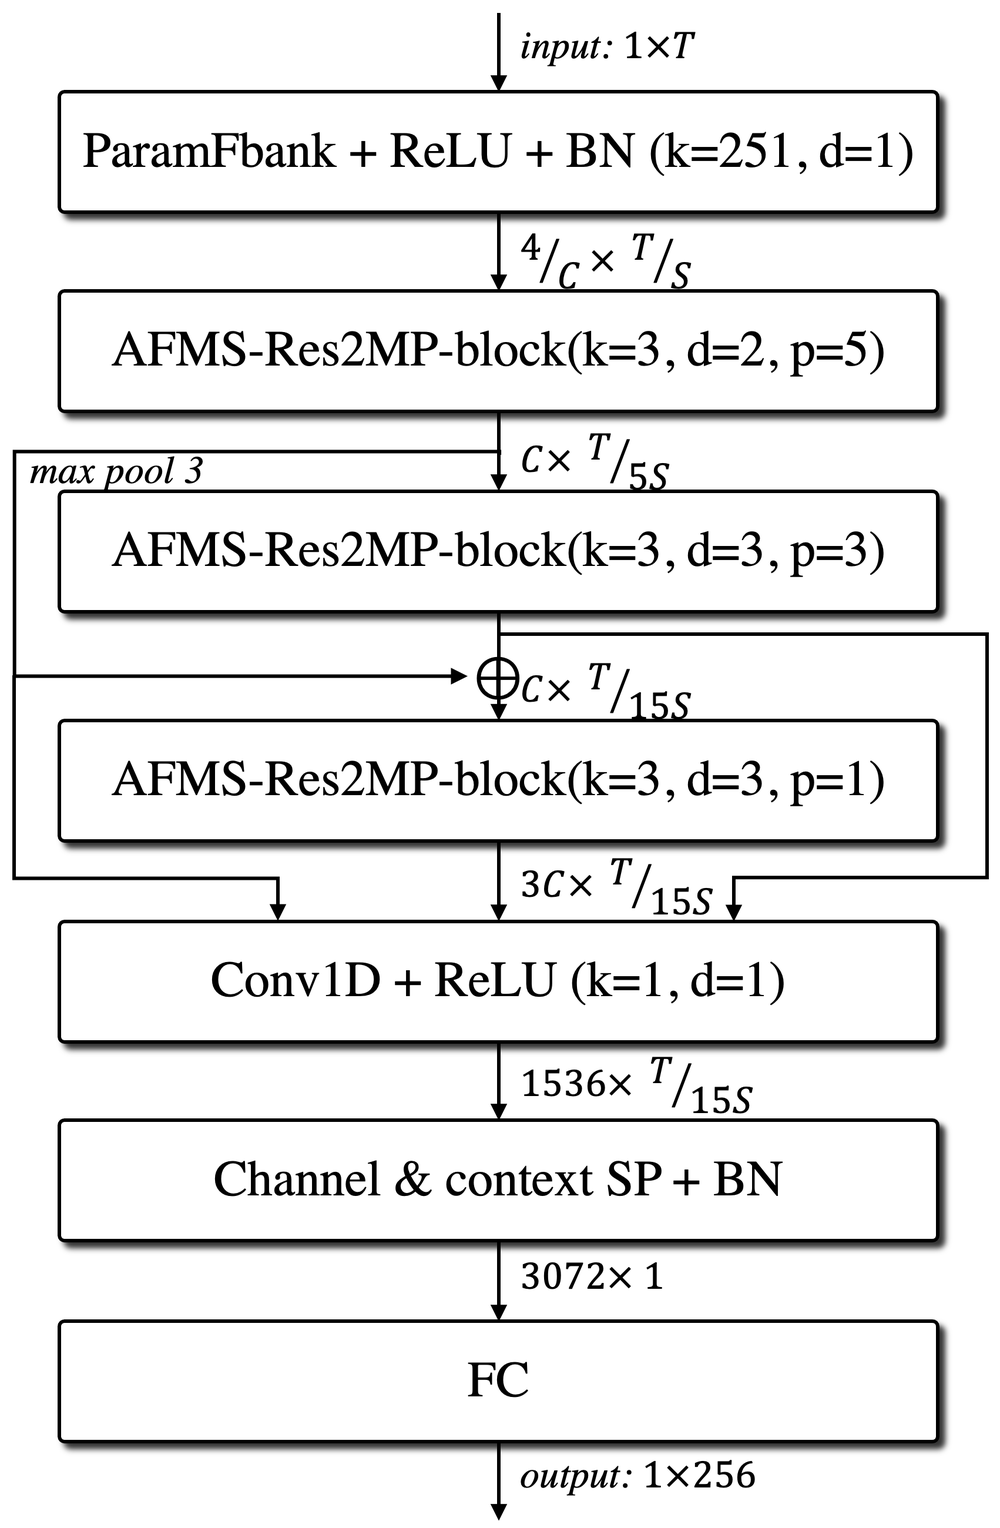 input: 1×T
ParamFbank + ReLU + BN (k=251, d=1)
4/C × T/S
AFMS-Res2MP-block(k=3, d=2, p=5)
C× T/5S
max pool 3
AFMS-Res2MP-block(k=3, d=3, p=3)
C× T/15S
AFMS-Res2MP-block(k=3, d=3, p=1)
3C× T/15S
Conv1D + ReLU (k=1, d=1)
1536× T/15S
Channel & context SP + BN
3072× 1
FC
output: 1×256